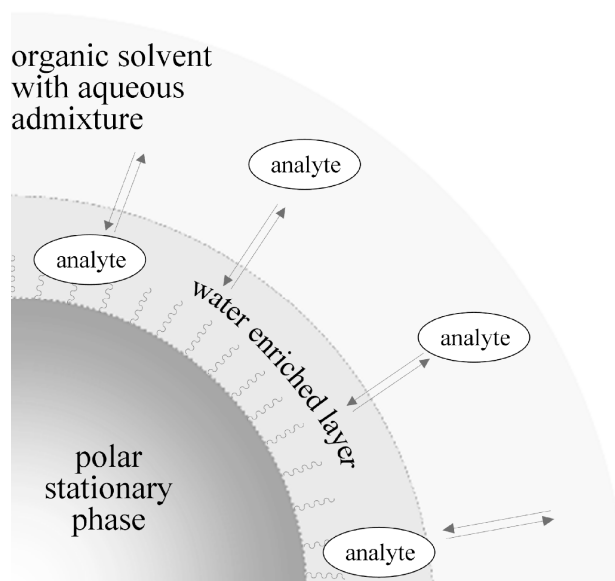 organic solvent
with aqueous
admixture
analyte
analyte
water enriched layer
analyte
polar
stationary
phase
analyte